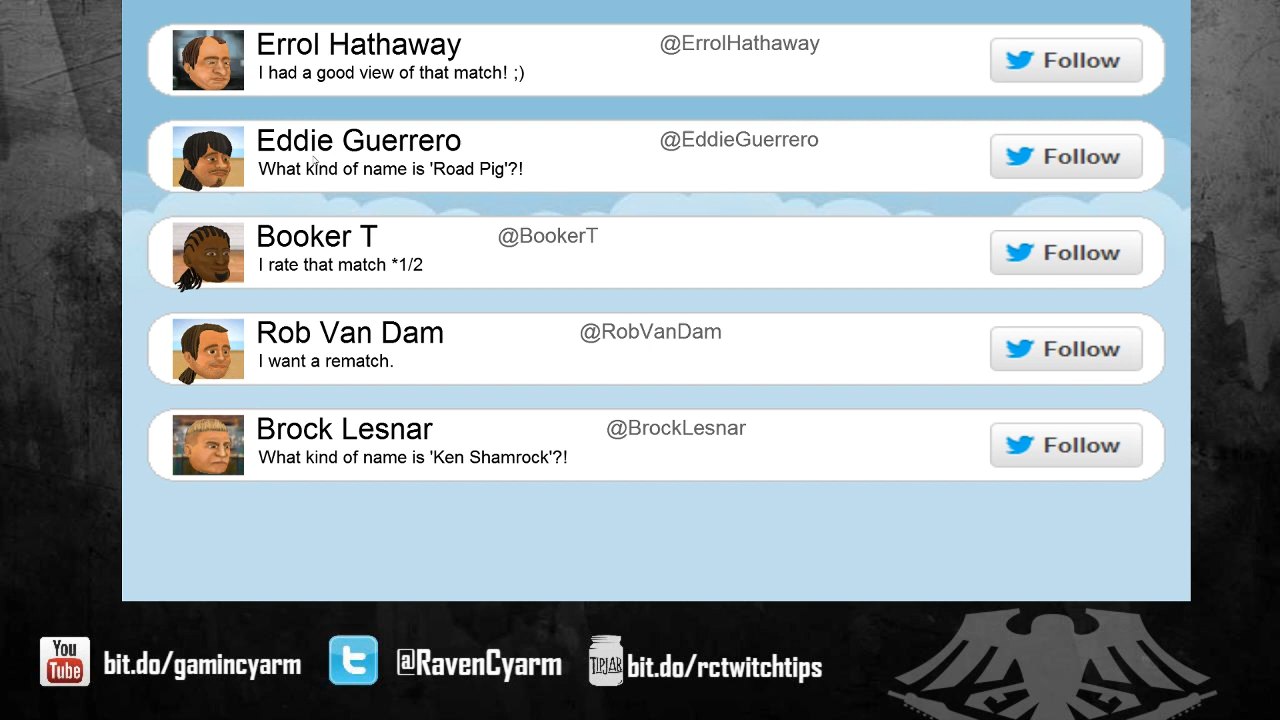 Errol Hathaway @ErrolHathaway Follow
I had a good view of that match! ;)
Eddie Guerrero @EddieGuerrero Follow
What kind of name is 'Road Pig'?!
Booker T @BookerT Follow
I rate that match *1/2
Rob Van Dam @RobVanDam Follow
I want a rematch.
Brock Lesnar @BrockLesnar Follow
What kind of name is 'Ken Shamrock'?!
You Tube bit.do/gamincyarm @RavenCyarm TIPJAR bit.do/rctwitchtips